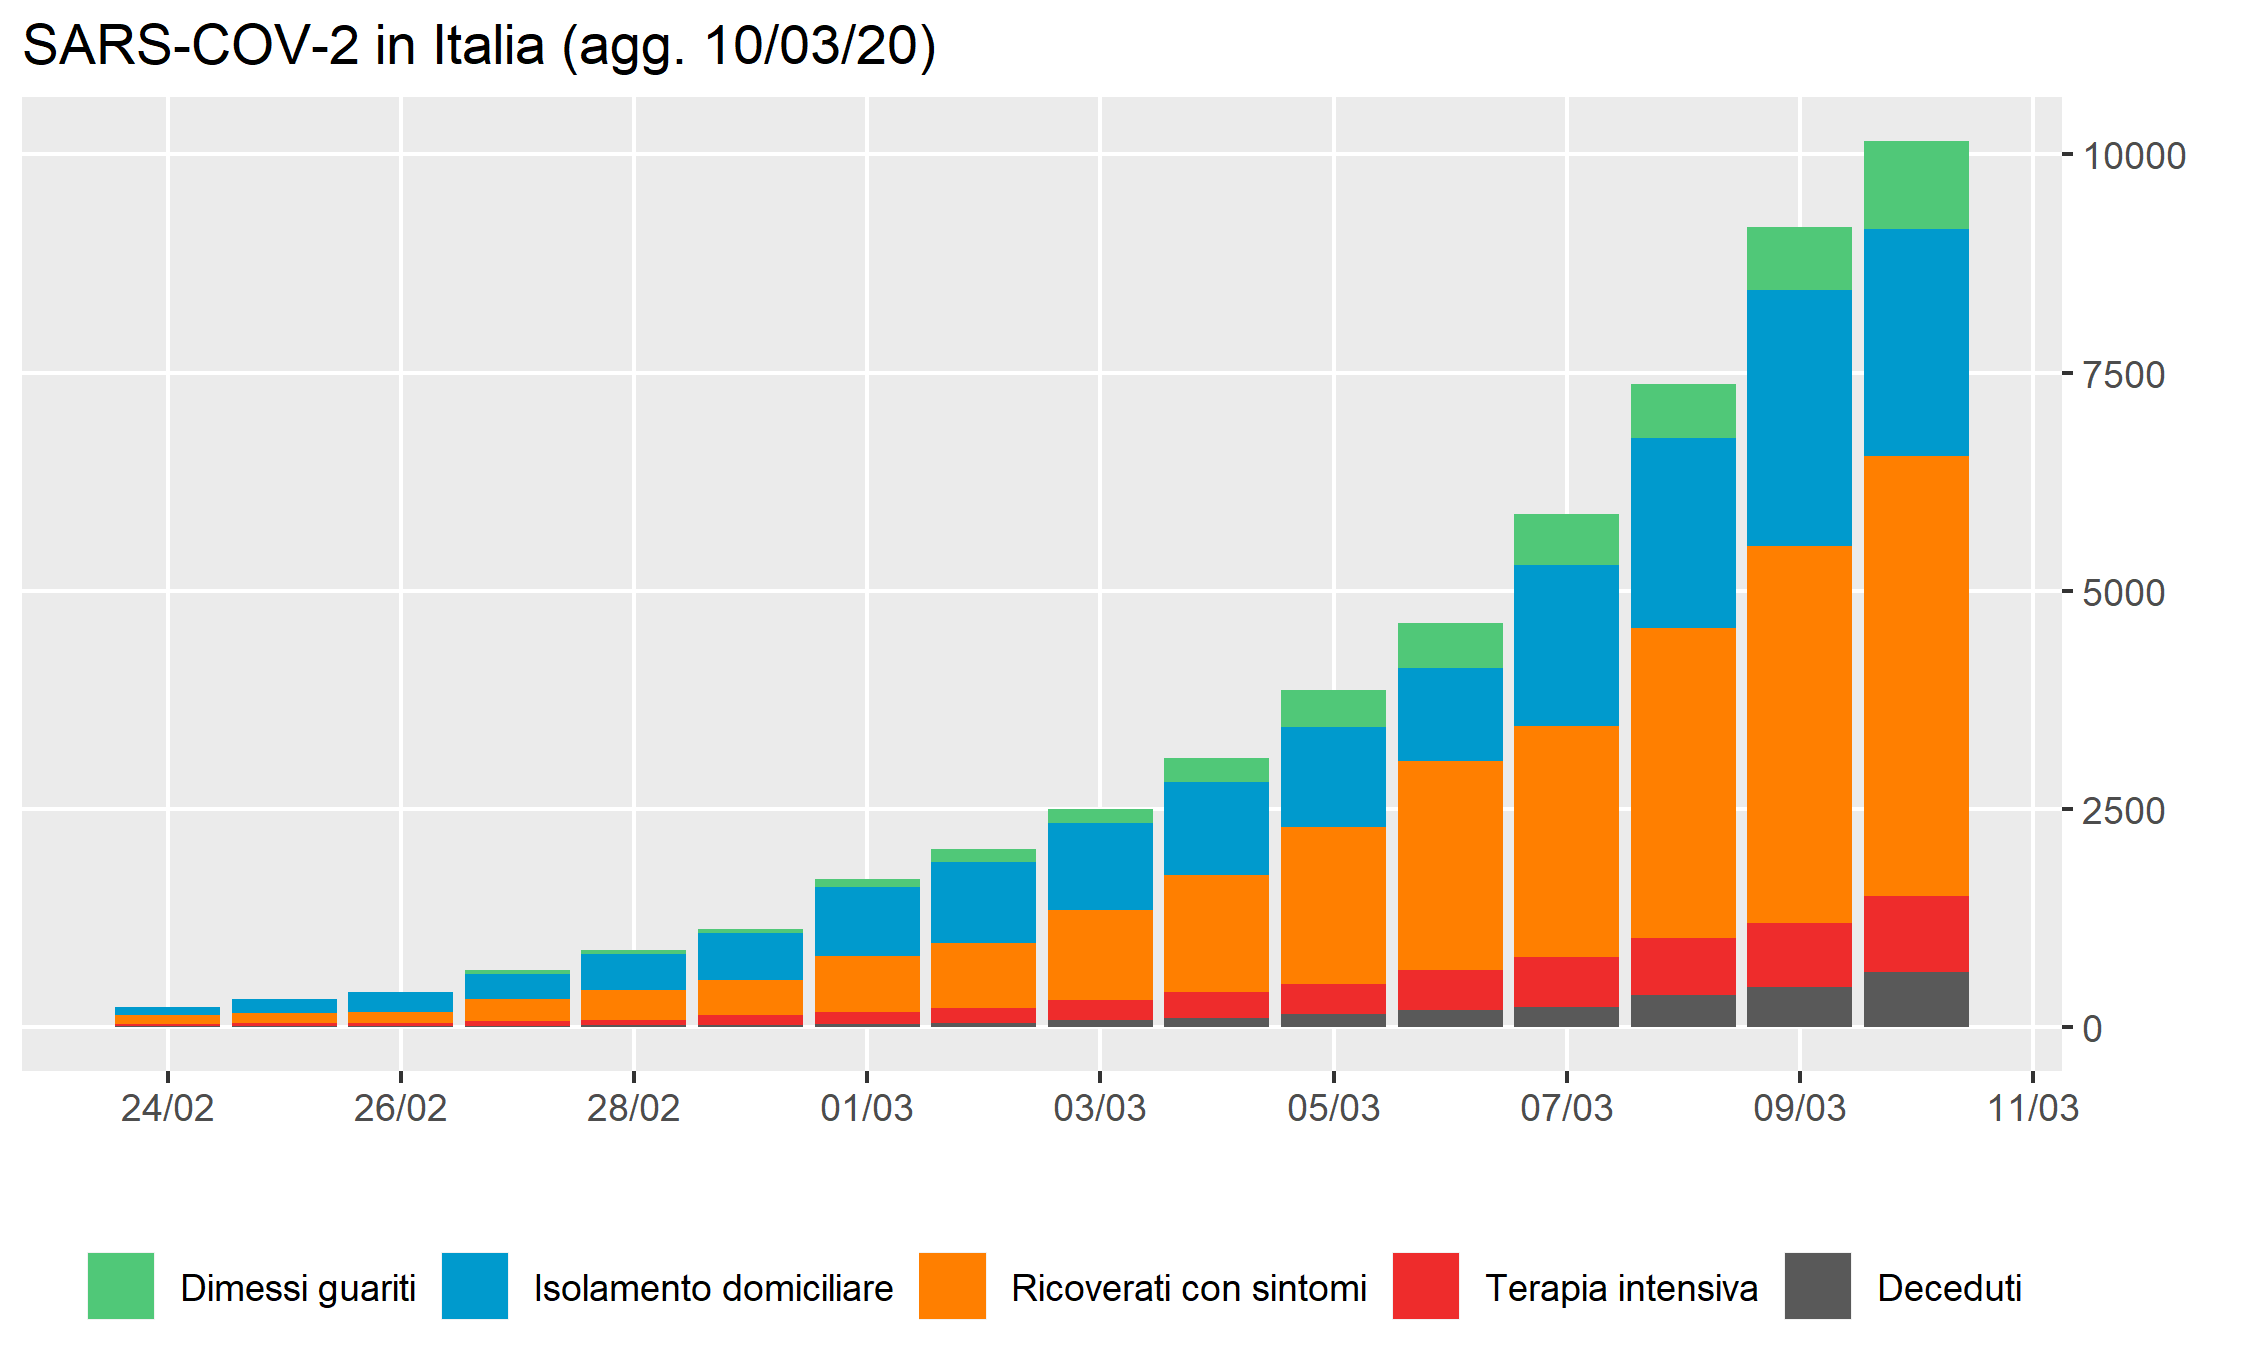 SARS-COV-2 in Italia (agg. 10/03/20)
10000
7500
5000
2500
0
24/02 26/02 28/02 01/03 03/03 05/03 07/03 09/03 11/03
Dimessi guariti Isolamento domiciliare Ricoverati con sintomi Terapia intensiva Deceduti